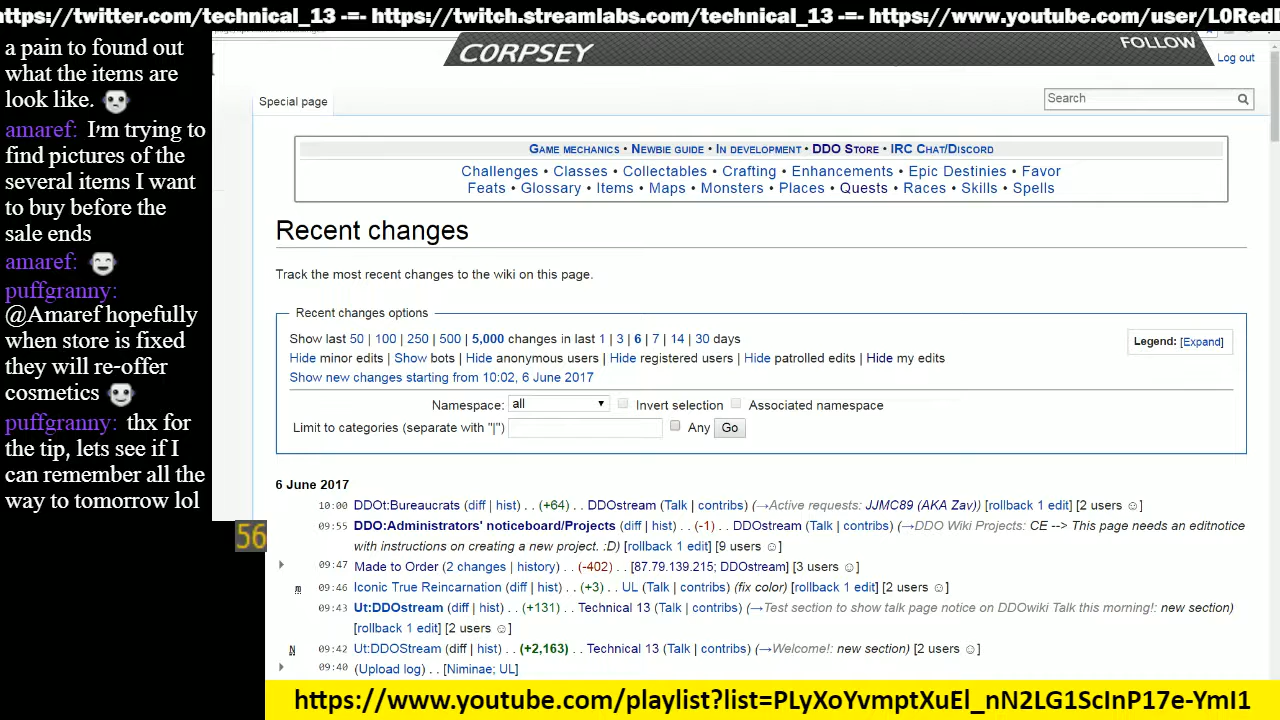 https://twitter.com/technical_13 -=- https://twitch.streamlabs.com/technical_13 -=- https://www.youtube.com/user/L0RedI
a pain to found out
what the items are
look like.
amaref: I'm trying to
find pictures of the
several items I want
to buy before the
sale ends
amaref:
puffgranny:
@Amaref hopefully
when store is fixed
they will re-offer
cosmetics
puffgranny: thx for
the tip, lets see if I
can remember all the
way to tomorrow lol
56
CORPSEY
FOLLOW
Log out
Special page
Search
Game mechanics • Newbie guide • In development • DDO Store • IRC Chat/Discord
Challenges • Classes • Collectables • Crafting • Enhancements • Epic Destinies • Favor
Feats • Glossary • Items • Maps • Monsters • Places • Quests • Races • Skills • Spells
Recent changes
Track the most recent changes to the wiki on this page.
Recent changes options
Show last 50 | 100 | 250 | 500 | 5,000 changes in last 1 | 3 | 6 | 7 | 14 | 30 days
Legend: [Expand]
Hide minor edits | Show bots | Hide anonymous users | Hide registered users | Hide patrolled edits | Hide my edits
Show new changes starting from 10:02, 6 June 2017
Namespace: all Invert selection Associated namespace
Limit to categories (separate with "|") Any Go
6 June 2017
10:00 DDOt:Bureaucrats (diff | hist) . . (+64) . . DDOstream (Talk | contribs) (→Active requests: JJMC89 (AKA Zav)) [rollback 1 edit] [2 users ☺]
09:55 DDO:Administrators' noticeboard/Projects (diff | hist) . . (-1) . . DDOstream (Talk | contribs) (→DDO Wiki Projects: CE --> This page needs an editnotice
with instructions on creating a new project. :D) [rollback 1 edit] [9 users ☺]
09:47 Made to Order (2 changes | history) . . (-402) . . [87.79.139.215; DDOstream] [3 users ☺]
m 09:46 Iconic True Reincarnation (diff | hist) . . (+3) . . UL (Talk | contribs) (fix color) [rollback 1 edit] [2 users ☺]
09:43 Ut:DDOstream (diff | hist) . . (+131) . . Technical 13 (Talk | contribs) (→Test section to show talk page notice on DDOwiki Talk this morning!: new section)
[rollback 1 edit] [2 users ☺]
N 09:42 Ut:DDOStream (diff | hist) . . (+2,163) . . Technical 13 (Talk | contribs) (→Welcome!: new section) [2 users ☺]
09:40 (Upload log) . . [Niminae; UL]
https://www.youtube.com/playlist?list=PLyXoYvmptXuEl_nN2LG1ScInP17e-YmI1